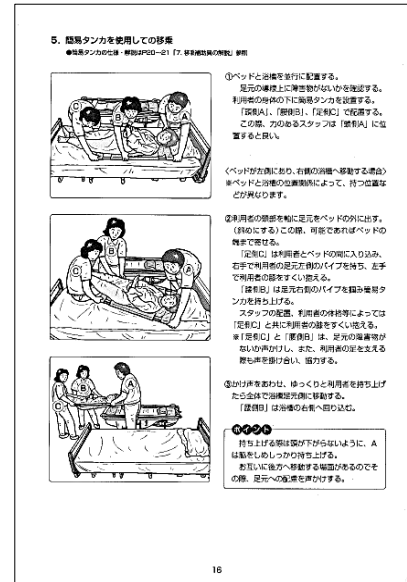 5. 簡易タンカを使用しての移乗
●簡易タンカの仕様・解説はP20〜21「7. 移乗補助具の解説」参照
①ベッドと浴槽を並行に配置する。
足元の導線上に障害物がないかを確認する。
利用者の身体の下に簡易タンカを設置する。
「頭側A」、「腰側B」、「足側C」で配置する。
この際、力のあるスタッフは「頭側A」に位
置すると良い。
〈ベッドが左側にあり、右側の浴槽へ移動する場合〉
※ベッドと浴槽の位置関係によって、持つ位置な
どが異なります。
②利用者の頭部を軸に足元をベッドの外に出す。
(斜めにする)この際、可能であればベッドの
端まで寄せる。
「足側C」は利用者とベッドの間に入り込み、
右手で利用者の足元左側のパイプを持ち、左手
で利用者の膝をすくい抱える。
「腰側B」は足元右側のパイプを掴み簡易タ
ンカを持ち上げる。
スタッフの配置、利用者の体格等によっては
「足側C」と共に利用者の膝をすくい抱える。
※「足側C」と「腰側B」は、足元の障害物が
ないか声かけし、また、利用者の足を支える
際も声を掛け合い、協力する。
③かけ声をあわせ、ゆっくりと利用者を持ち上げ
たら全体で浴槽足元側に移動する。
「腰側B」は浴槽の右側へ回り込む。
ポイント
持ち上げる際は頭が下がらないように、A
は脇をしめしっかり持ち上げる。
お互いに後方へ移動する場面があるのでそ
の際、足元への配慮を声かけする。
A
B
C
16